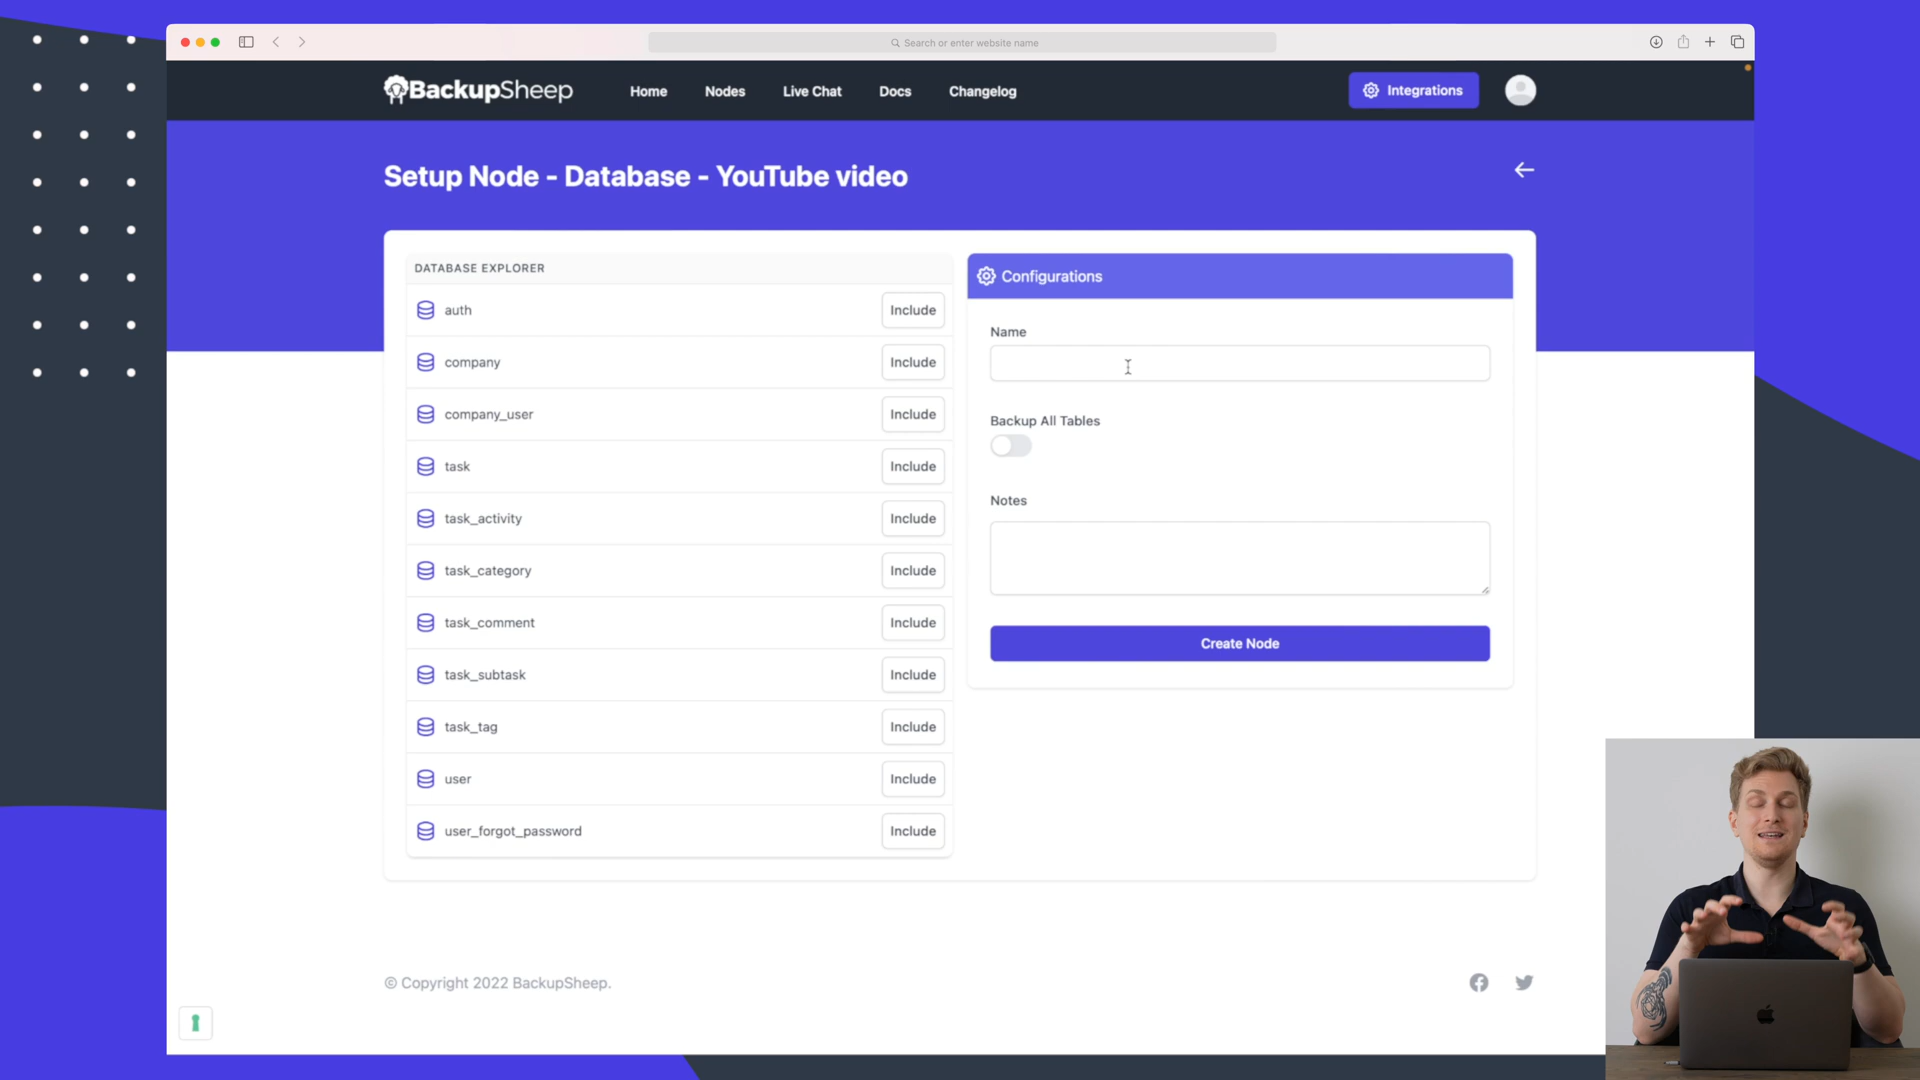 Search or enter website name
BackupSheep
Home
Nodes
Live Chat
Docs
Changelog
Integrations
Setup Node - Database - YouTube video
DATABASE EXPLORER
auth
Include
company
Include
company_user
Include
task
Include
task_activity
Include
task_category
Include
task_comment
Include
task_subtask
Include
task_tag
Include
user
Include
user_forgot_password
Include
Configurations
Name
Backup All Tables
Notes
Create Node
© Copyright 2022 BackupSheep.